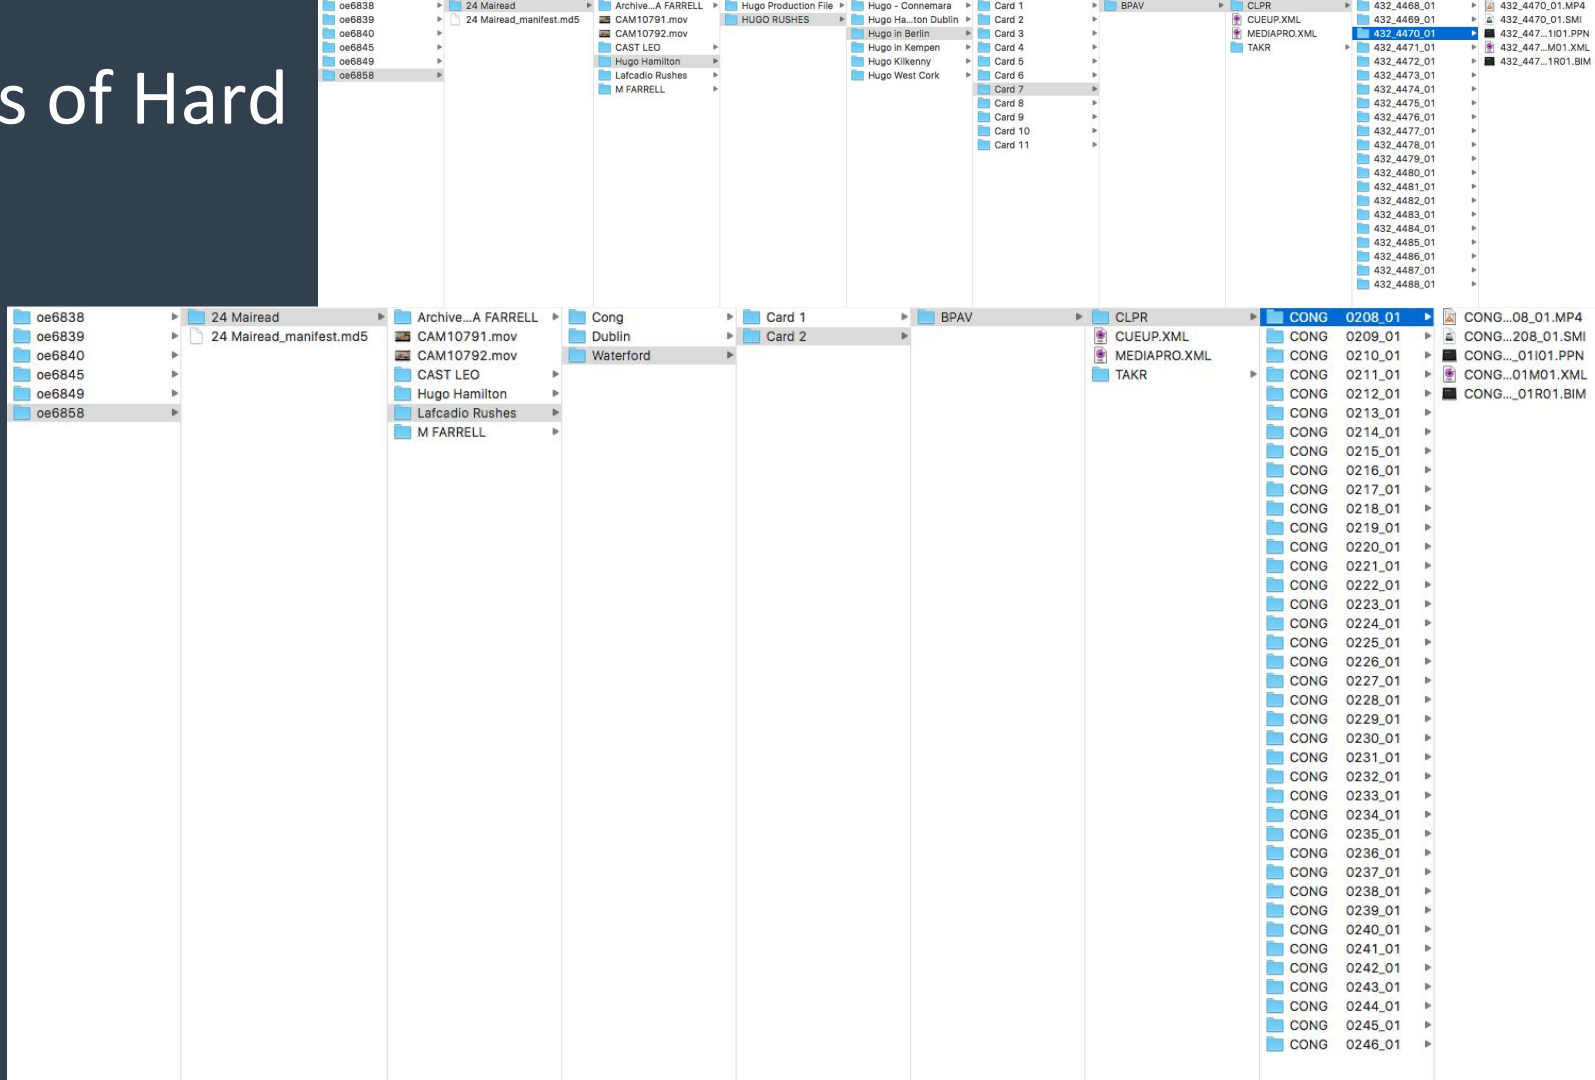 s of Hard
oe6838
oe6839
oe6840
oe6845
oe6849
oe6858
24 Mairead
24 Mairead_manifest.md5
Archive...A FARRELL
CAM10791.mov
CAM10792.mov
CAST LEO
Hugo Hamilton
Lafcadio Rushes
M FARRELL
Hugo Production File
HUGO RUSHES
Hugo - Connemara
Hugo Ha...ton Dublin
Hugo in Berlin
Hugo in Kempen
Hugo Kilkenny
Hugo West Cork
Card 1
Card 2
Card 3
Card 4
Card 5
Card 6
Card 7
Card 8
Card 9
Card 10
Card 11
BPAV
CLPR
CUEUP.XML
MEDIAPRO.XML
TAKR
432_4468_01
432_4469_01
432_4470_01
432_4471_01
432_4472_01
432_4473_01
432_4474_01
432_4475_01
432_4476_01
432_4477_01
432_4478_01
432_4479_01
432_4480_01
432_4481_01
432_4482_01
432_4483_01
432_4484_01
432_4485_01
432_4486_01
432_4487_01
432_4488_01
432_4470_01.MP4
432_4470_01.SMI
432_447...1I01.PPN
432_447...M01.XML
432_447...1R01.BIM
oe6838
oe6839
oe6840
oe6845
oe6849
oe6858
24 Mairead
24 Mairead_manifest.md5
Archive...A FARRELL
CAM10791.mov
CAM10792.mov
CAST LEO
Hugo Hamilton
Lafcadio Rushes
M FARRELL
Cong
Dublin
Waterford
Card 1
Card 2
BPAV
CLPR
CUEUP.XML
MEDIAPRO.XML
TAKR
CONG 0208_01
CONG 0209_01
CONG 0210_01
CONG 0211_01
CONG 0212_01
CONG 0213_01
CONG 0214_01
CONG 0215_01
CONG 0216_01
CONG 0217_01
CONG 0218_01
CONG 0219_01
CONG 0220_01
CONG 0221_01
CONG 0222_01
CONG 0223_01
CONG 0224_01
CONG 0225_01
CONG 0226_01
CONG 0227_01
CONG 0228_01
CONG 0229_01
CONG 0230_01
CONG 0231_01
CONG 0232_01
CONG 0233_01
CONG 0234_01
CONG 0235_01
CONG 0236_01
CONG 0237_01
CONG 0238_01
CONG 0239_01
CONG 0240_01
CONG 0241_01
CONG 0242_01
CONG 0243_01
CONG 0244_01
CONG 0245_01
CONG 0246_01
CONG...08_01.MP4
CONG...208_01.SMI
CONG..._01I01.PPN
CONG...01M01.XML
CONG..._01R01.BIM